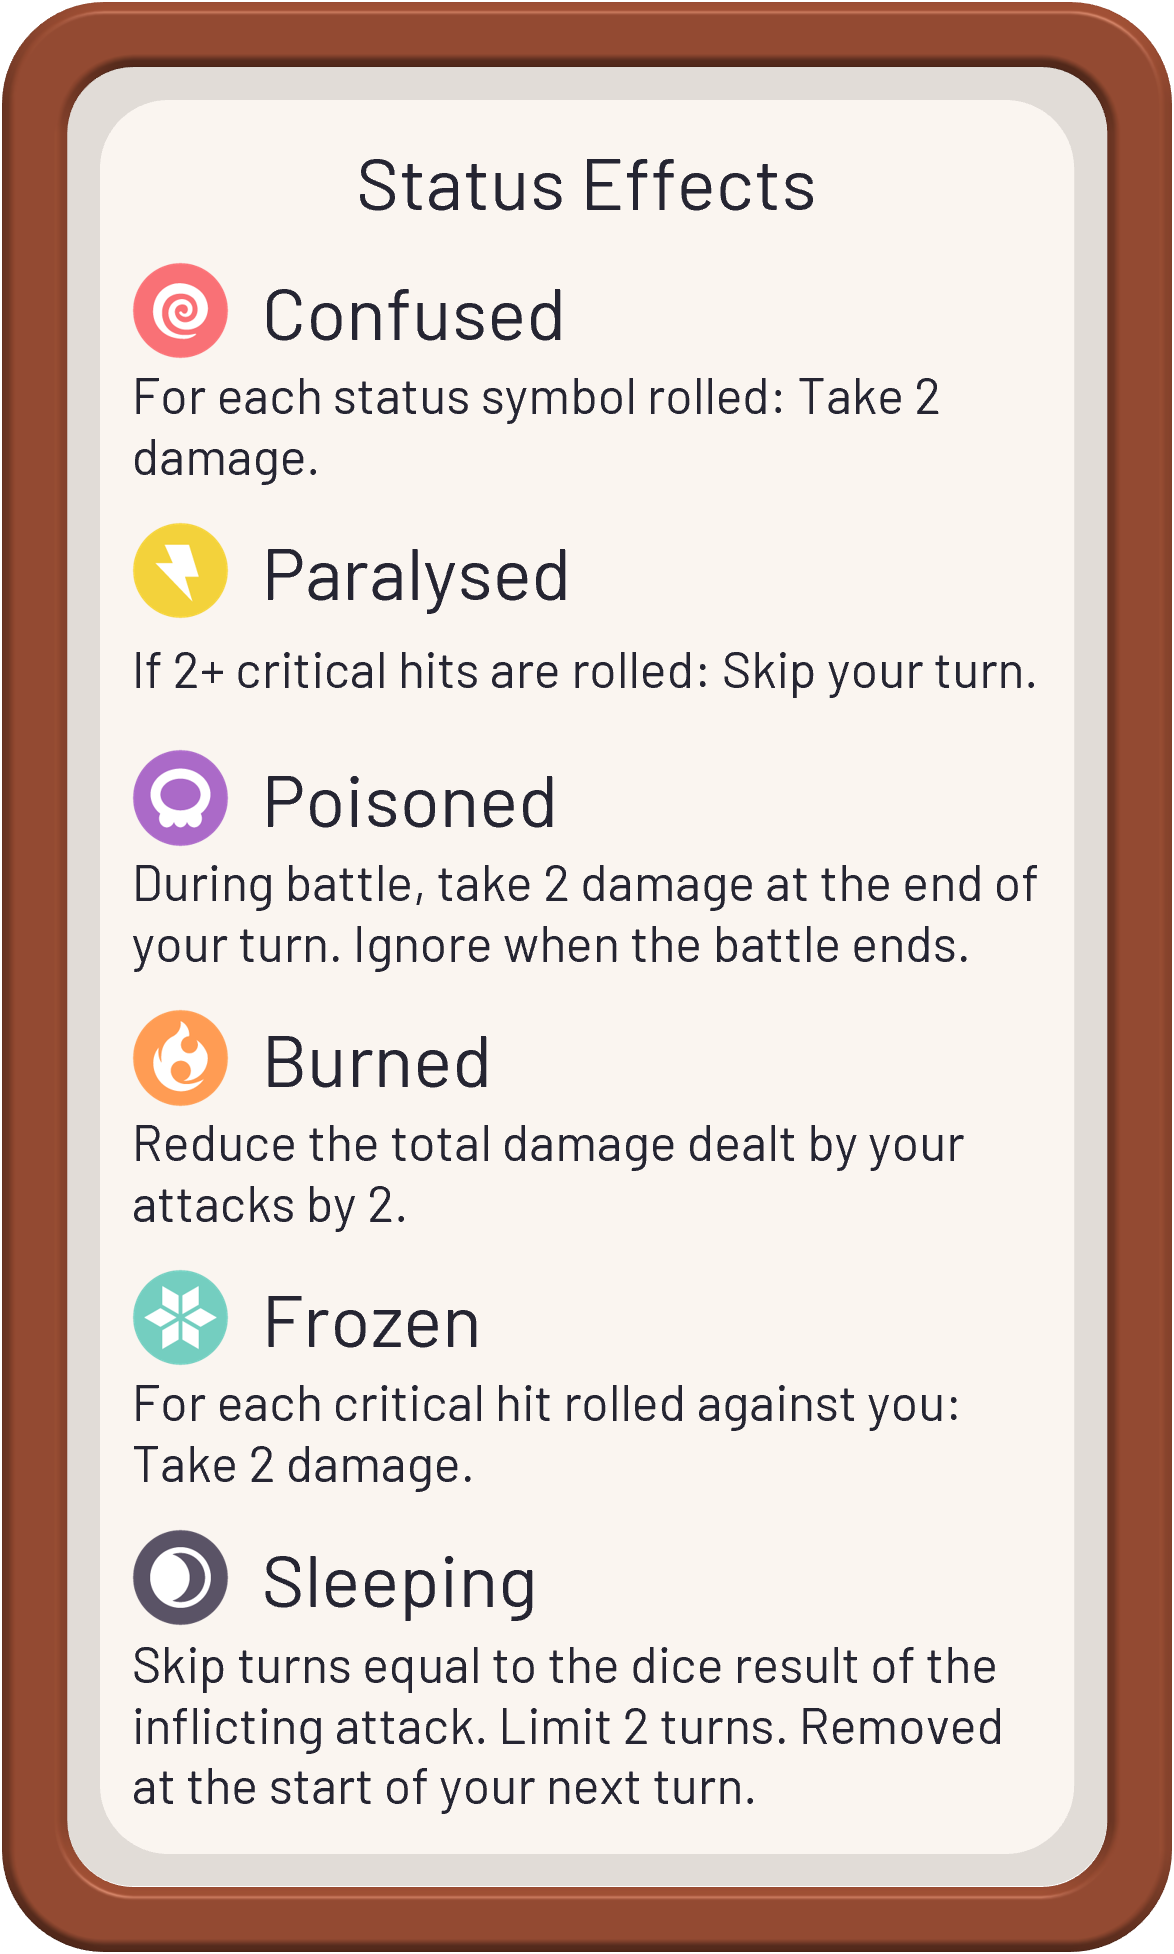 Status Effects
Confused
For each status symbol rolled: Take 2
damage.
Paralysed
If 2+ critical hits are rolled: Skip your turn.
Poisoned
During battle, take 2 damage at the end of
your turn. Ignore when the battle ends.
Burned
Reduce the total damage dealt by your
attacks by 2.
Frozen
For each critical hit rolled against you:
Take 2 damage.
Sleeping
Skip turns equal to the dice result of the
inflicting attack. Limit 2 turns. Removed
at the start of your next turn.